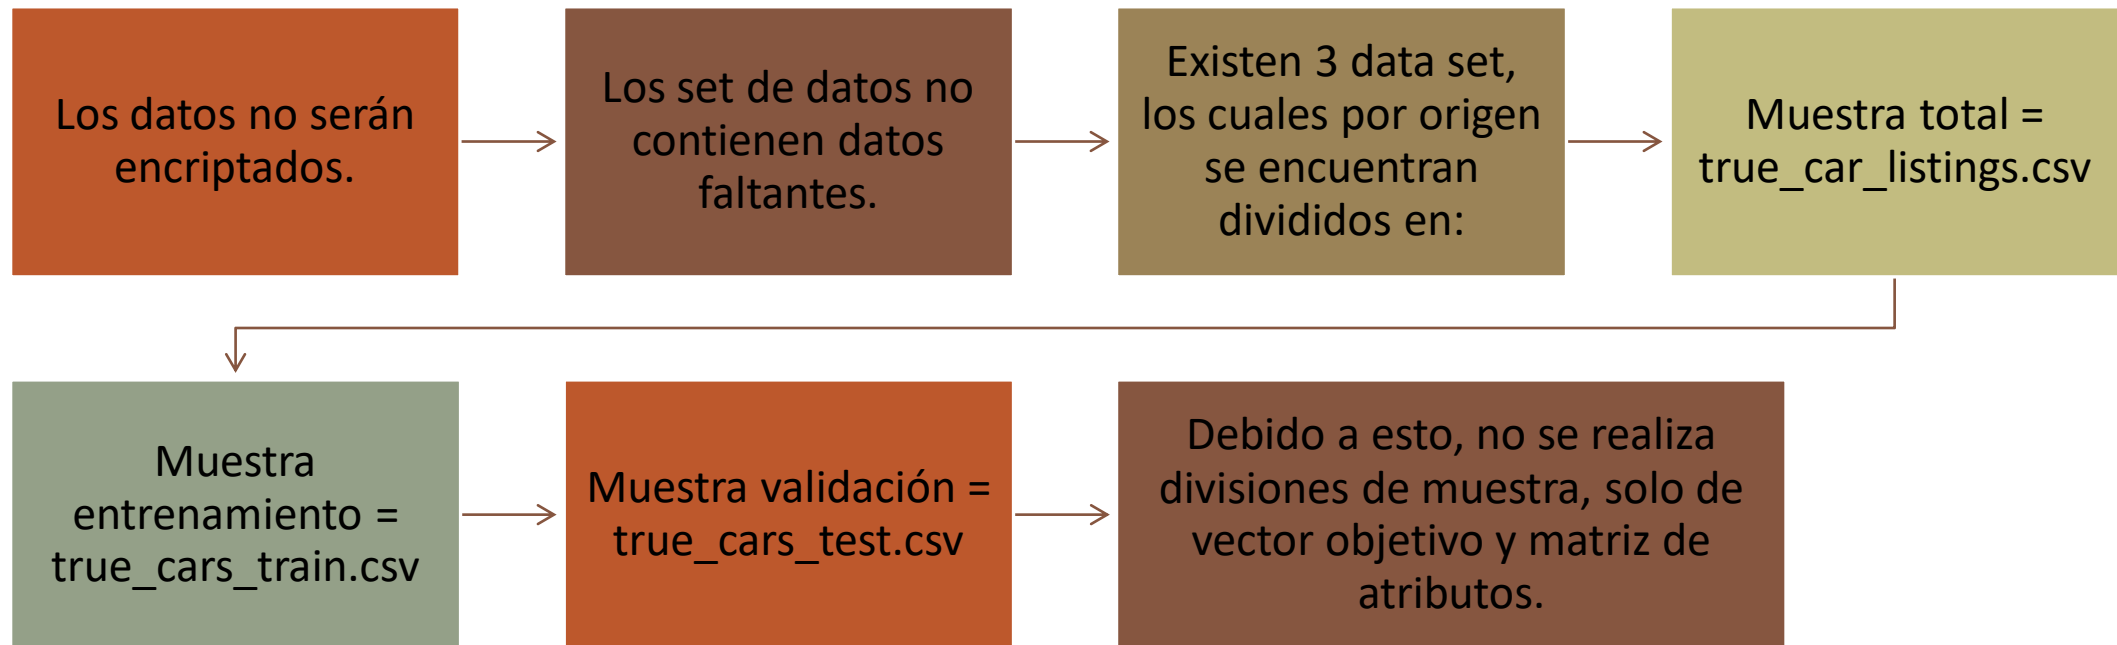 Los datos no serán
encriptados.
Los set de datos no
contienen datos
faltantes.
Existen 3 data set,
los cuales por origen
se encuentran
divididos en:
Muestra total =
true_car_listings.csv
Muestra
entrenamiento =
true_cars_train.csv
Muestra validación =
true_cars_test.csv
Debido a esto, no se realiza
divisiones de muestra, solo de
vector objetivo y matriz de
atributos.